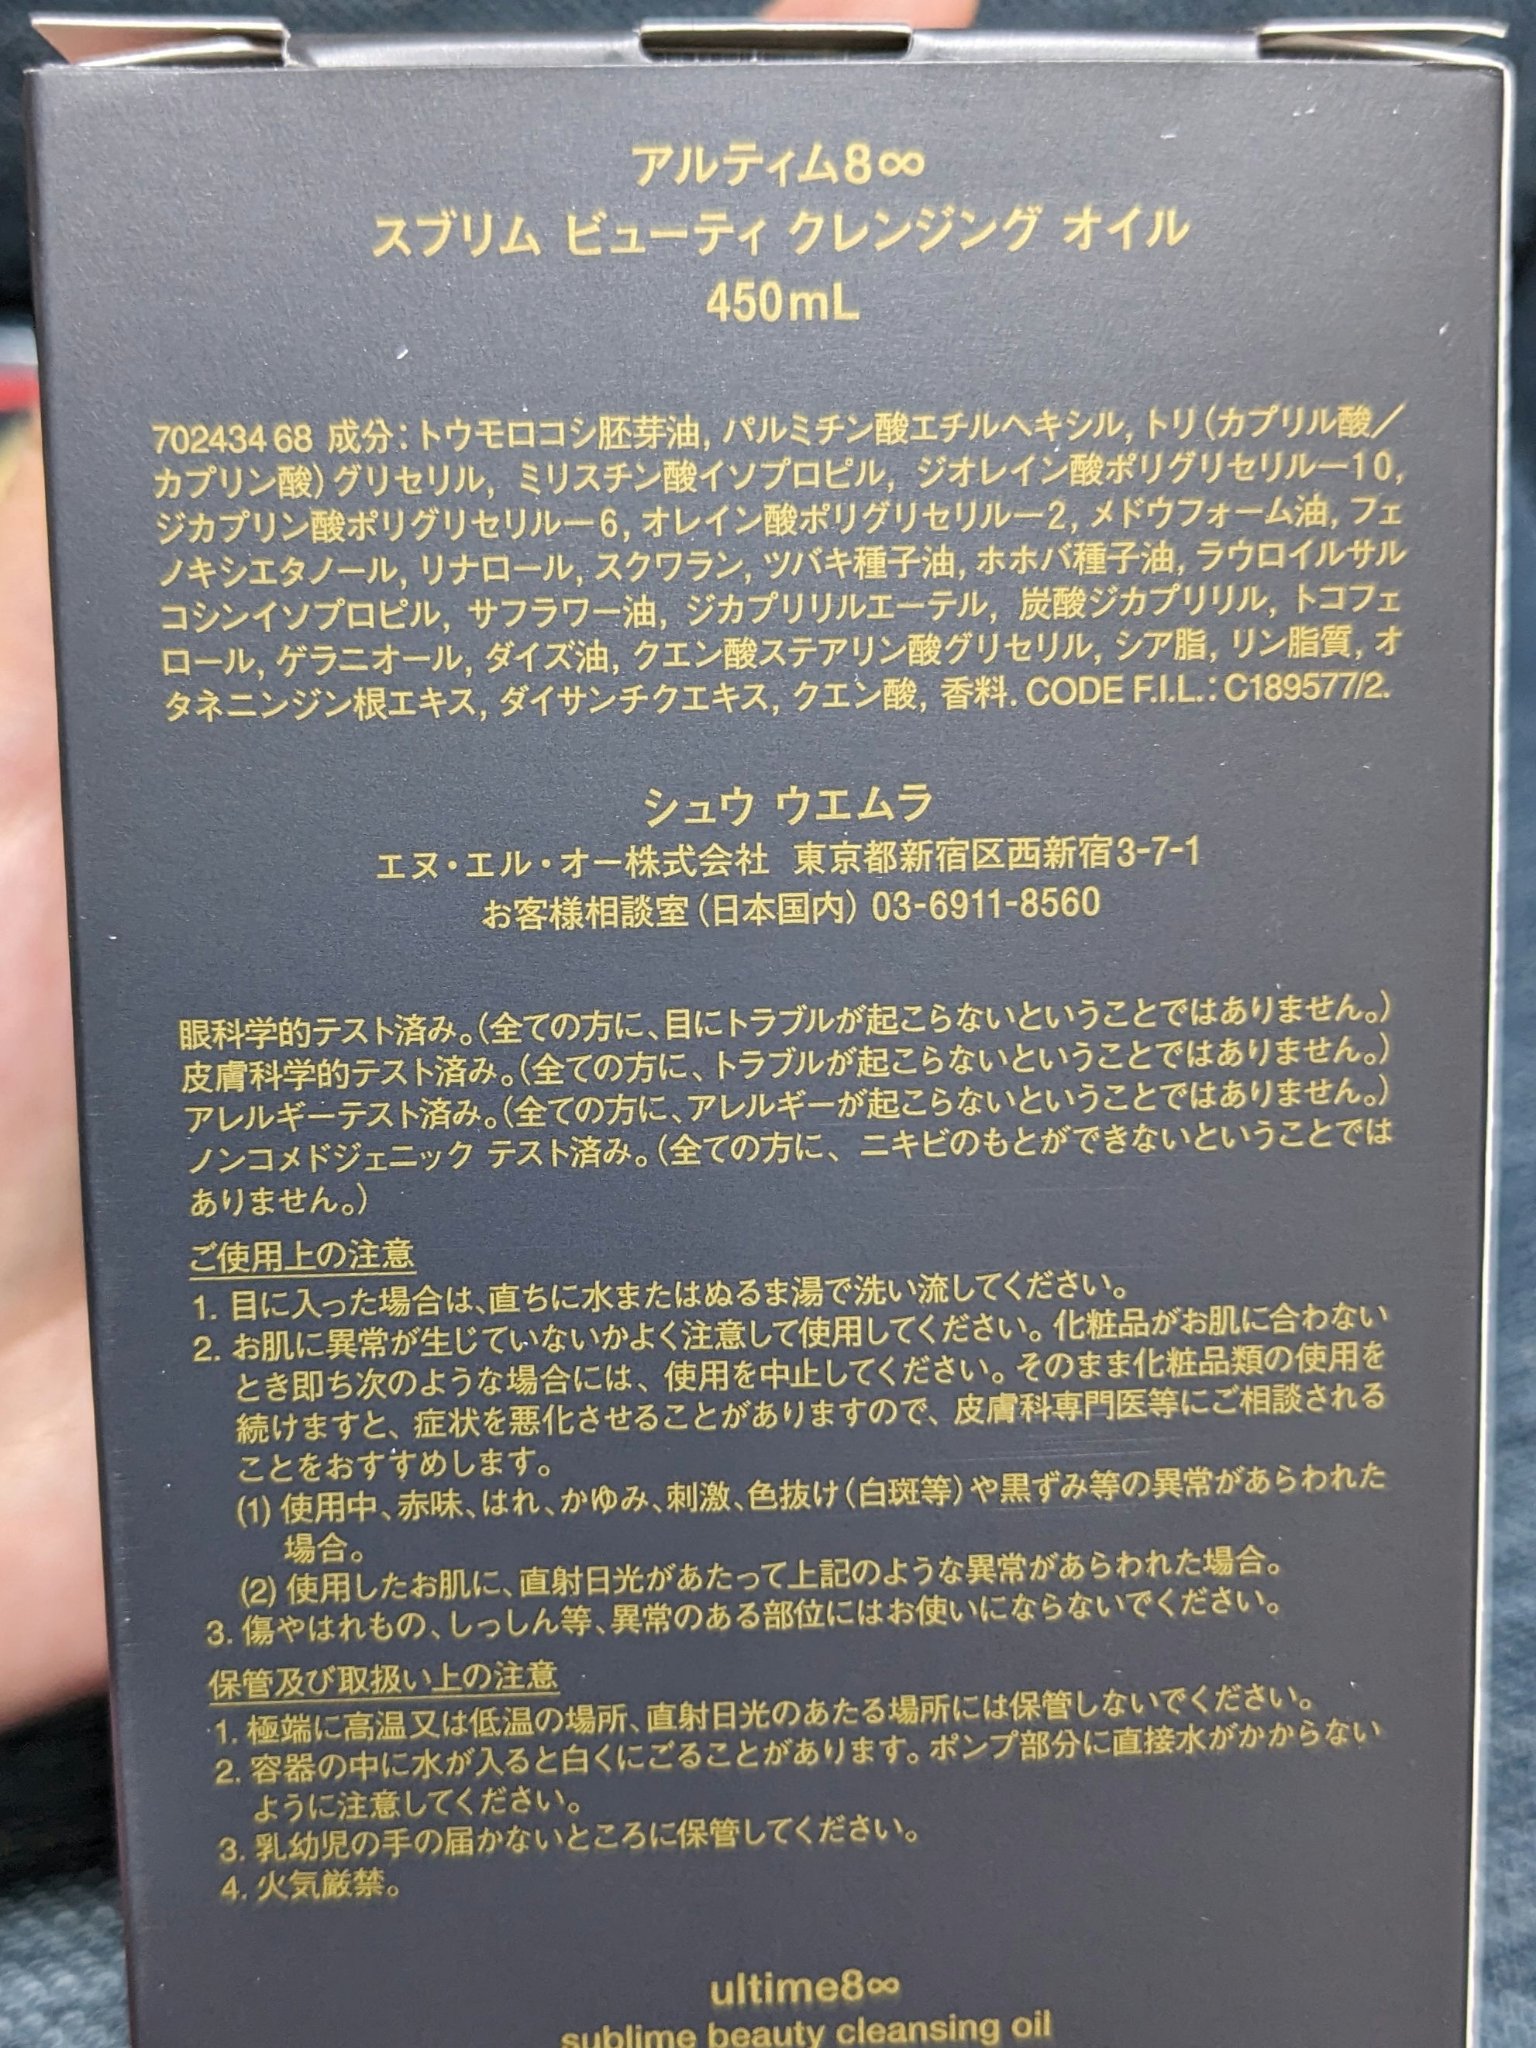 アルティム8∞
スブリム ビューティ クレンジング オイル
450mL
702434 68 成分：トウモロコシ胚芽油, パルミチン酸エチルヘキシル, トリ（カプリル酸／
カプリン酸）グリセリル, ミリスチン酸イソプロピル, ジオレイン酸ポリグリセリル－10,
ジカプリン酸ポリグリセリル－6, オレイン酸ポリグリセリル－2, メドウフォーム油, フェ
ノキシエタノール, リナロール, スクワラン, ツバキ種子油, ホホバ種子油, ラウロイルサル
コシンイソプロピル, サフラワー油, ジカプリリルエーテル, 炭酸ジカプリリル, トコフェ
ロール, ゲラニオール, ダイズ油, クエン酸ステアリン酸グリセリル, シア脂, リン脂質, オ
タネニンジン根エキス, ダイサンチクエキス, クエン酸, 香料. CODE F.I.L.：C189577/2.
シュウ ウエムラ
エヌ・エル・オー株式会社 東京都新宿区西新宿3-7-1
お客様相談室（日本国内）03-6911-8560
眼科学的テスト済み。（全ての方に、目にトラブルが起こらないということではありません。）
皮膚科学的テスト済み。（全ての方に、トラブルが起こらないということではありません。）
アレルギーテスト済み。（全ての方に、アレルギーが起こらないということではありません。）
ノンコメドジェニック テスト済み。（全ての方に、ニキビのもとができないということでは
ありません。）
ご使用上の注意
1. 目に入った場合は、直ちに水またはぬるま湯で洗い流してください。
2. お肌に異常が生じていないかよく注意して使用してください。化粧品がお肌に合わない
とき即ち次のような場合には、使用を中止してください。そのまま化粧品類の使用を
続けますと、症状を悪化させることがありますので、皮膚科専門医等にご相談される
ことをおすすめします。
(1) 使用中、赤味、はれ、かゆみ、刺激、色抜け（白斑等）や黒ずみ等の異常があらわれた
場合。
(2) 使用したお肌に、直射日光があたって上記のような異常があらわれた場合。
3. 傷やはれもの、しっしん等、異常のある部位にはお使いにならないでください。
保管及び取扱い上の注意
1. 極端に高温又は低温の場所、直射日光のあたる場所には保管しないでください。
2. 容器の中に水が入ると白くにごることがあります。ポンプ部分に直接水がかからない
ように注意してください。
3. 乳幼児の手の届かないところに保管してください。
4. 火気厳禁。
ultime8∞
sublime beauty cleansing oil